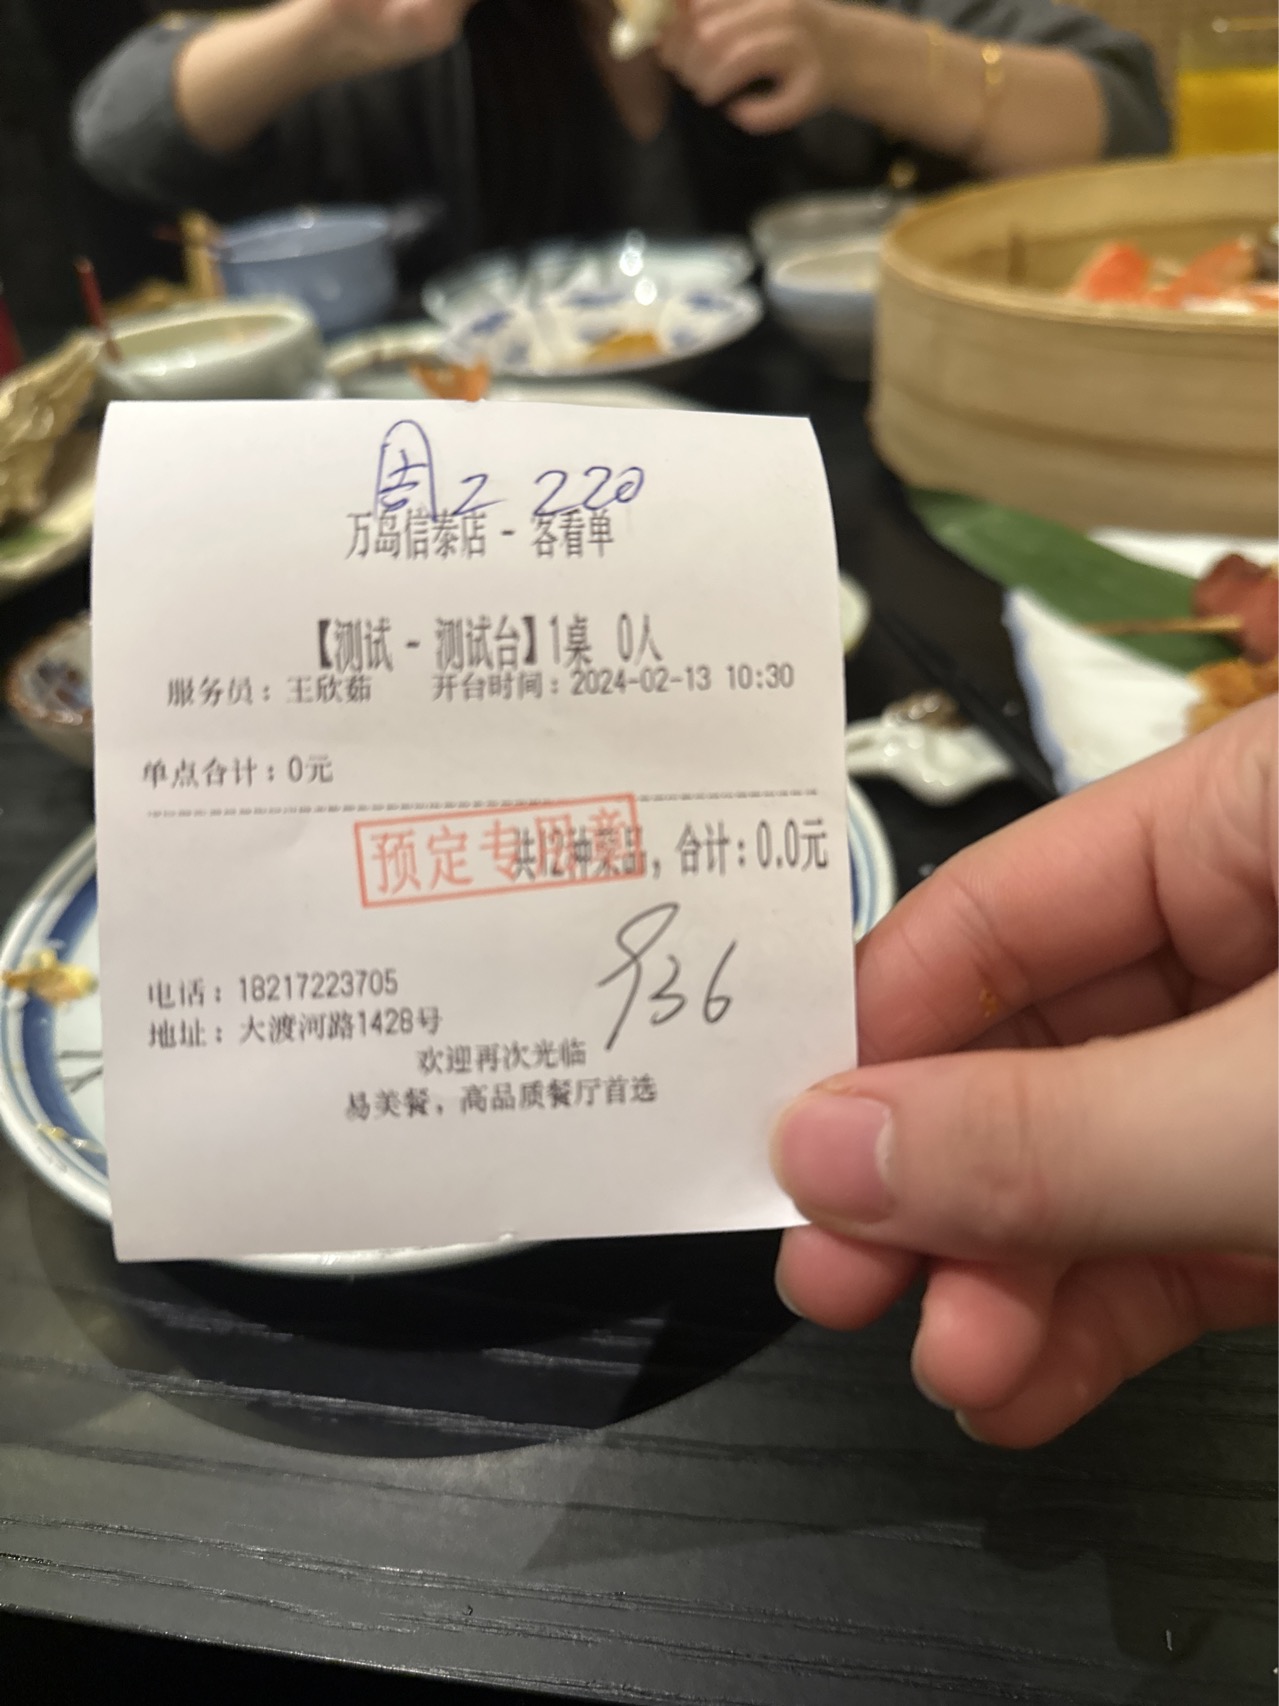 周2 220
万岛信泰店 - 客看单
【测试 - 测试台】1桌 0人
服务员：王欣茹 开台时间：2024-02-13 10:30
单点合计：0元
预定专用章
共12种菜品，合计：0.0元
936
电话：18217223705
地址：大渡河路1428号
欢迎再次光临
易美餐，高品质餐厅首选